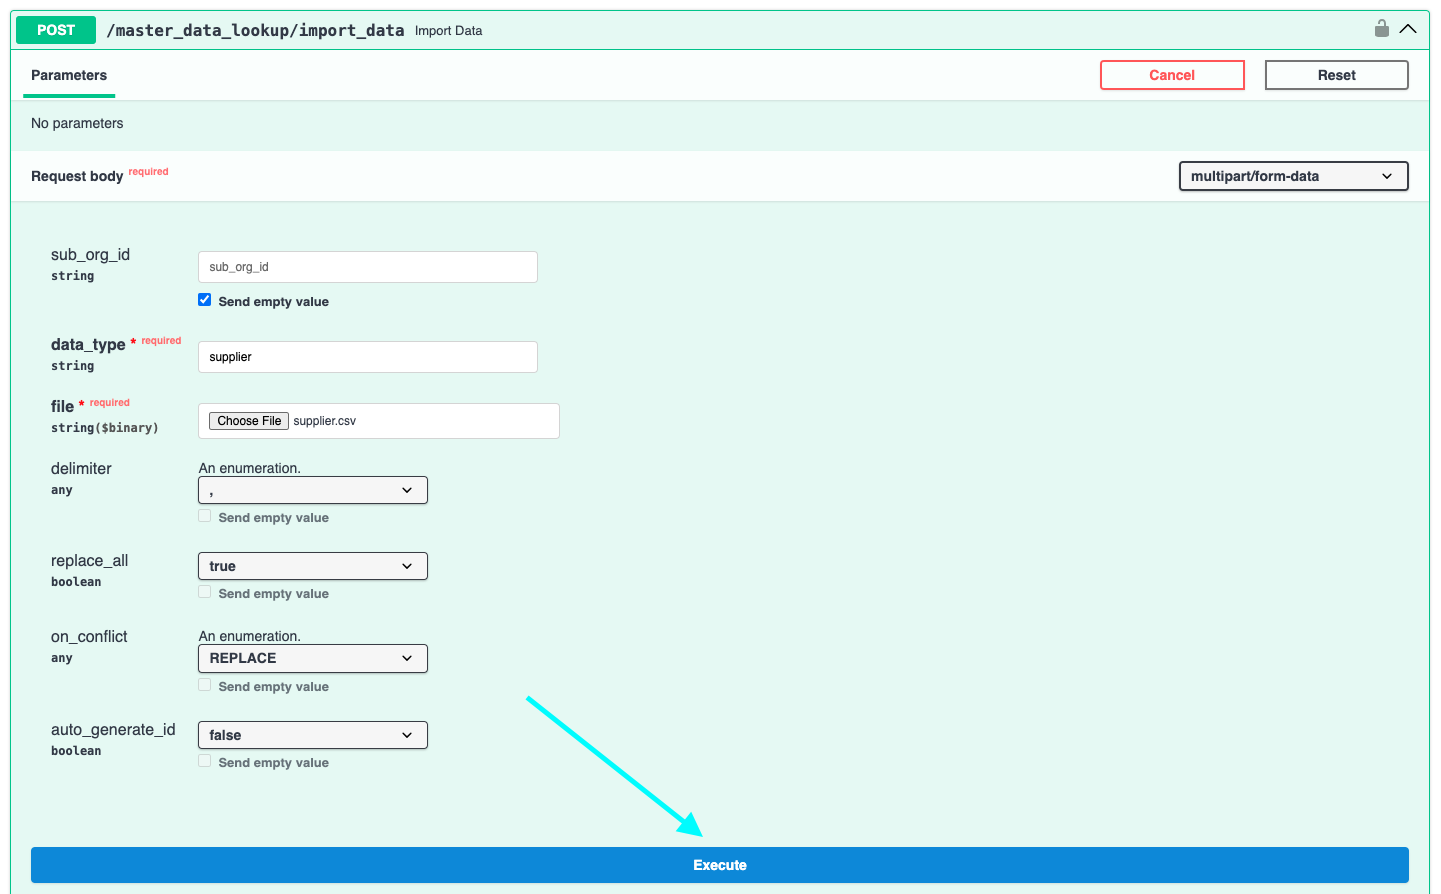 POST /master_data_lookup/import_data Import Data
Parameters Cancel Reset
No parameters
Request body required multipart/form-data
sub_org_id
string
sub_org_id
Send empty value
data_type * required
string
supplier
file * required
string($binary)
Choose File supplier.csv
delimiter
any
An enumeration.
,
Send empty value
replace_all
boolean
true
Send empty value
on_conflict
any
An enumeration.
REPLACE
Send empty value
auto_generate_id
boolean
false
Send empty value
Execute